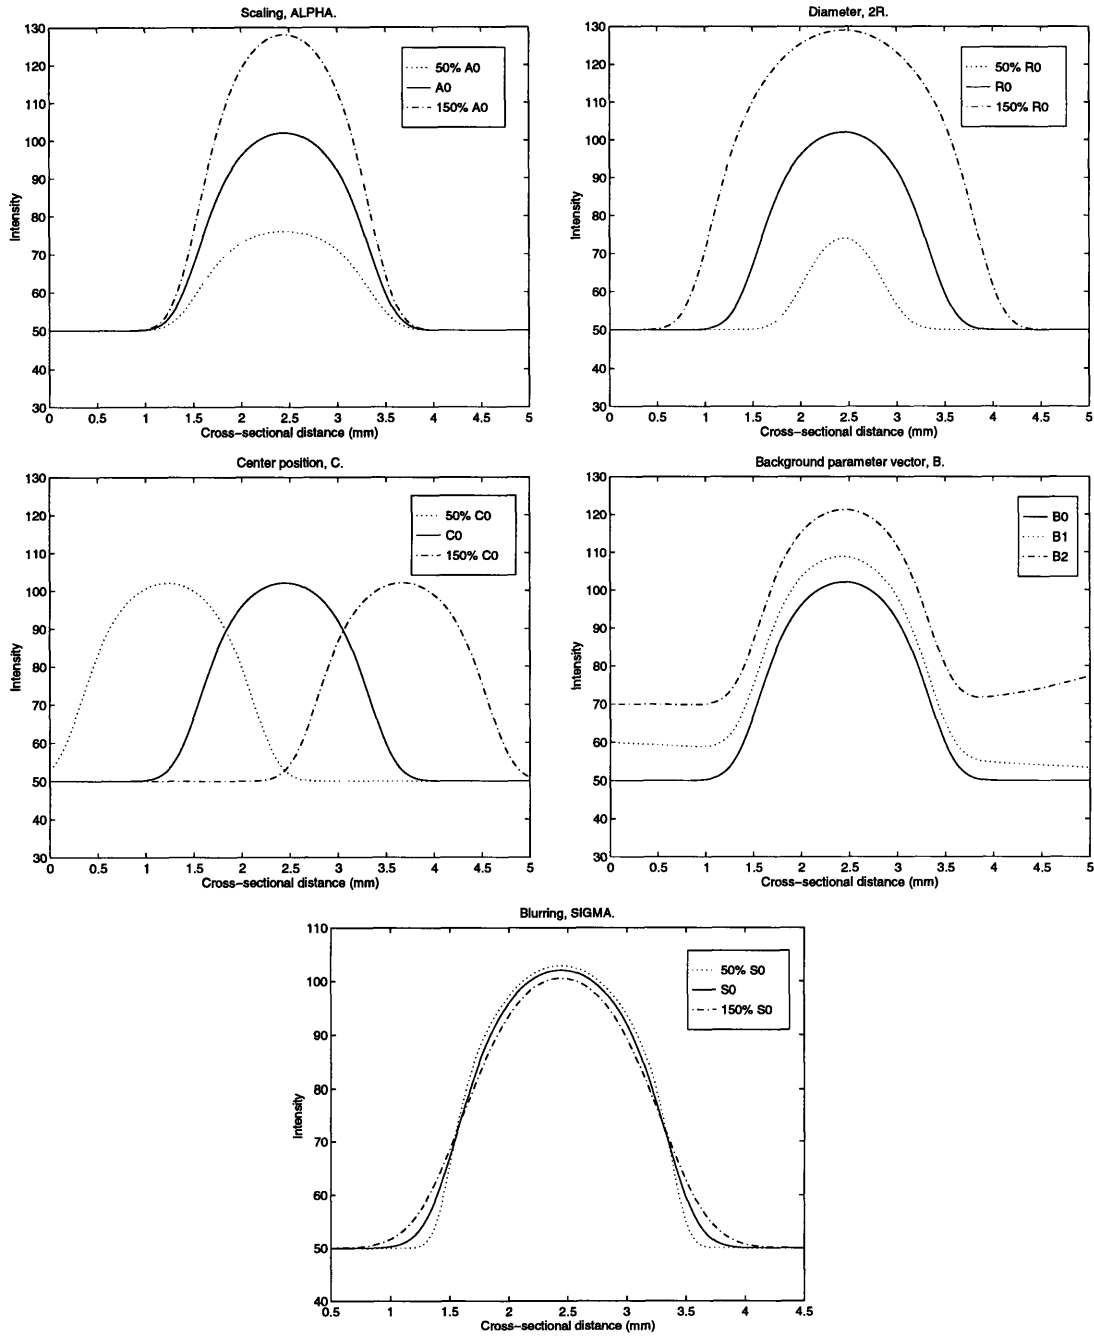 Scaling, ALPHA.
130
120
110
100
90
80
70
60
50
40
30
Intensity
50% A0
A0
150% A0
0 0.5 1 1.5 2 2.5 3 3.5 4 4.5 5
Cross-sectional distance (mm)
Diameter, 2R.
130
120
110
100
90
80
70
60
50
40
30
Intensity
50% R0
R0
150% R0
0 0.5 1 1.5 2 2.5 3 3.5 4 4.5 5
Cross-sectional distance (mm)
Center position, C.
130
120
110
100
90
80
70
60
50
40
30
Intensity
50% C0
C0
150% C0
0 0.5 1 1.5 2 2.5 3 3.5 4 4.5 5
Cross-sectional distance (mm)
Background parameter vector, B.
130
120
110
100
90
80
70
60
50
40
30
Intensity
B0
B1
B2
0 0.5 1 1.5 2 2.5 3 3.5 4 4.5 5
Cross-sectional distance (mm)
Blurring, SIGMA.
110
100
90
80
70
60
50
40
Intensity
50% S0
S0
150% S0
0.5 1 1.5 2 2.5 3 3.5 4 4.5
Cross-sectional distance (mm)